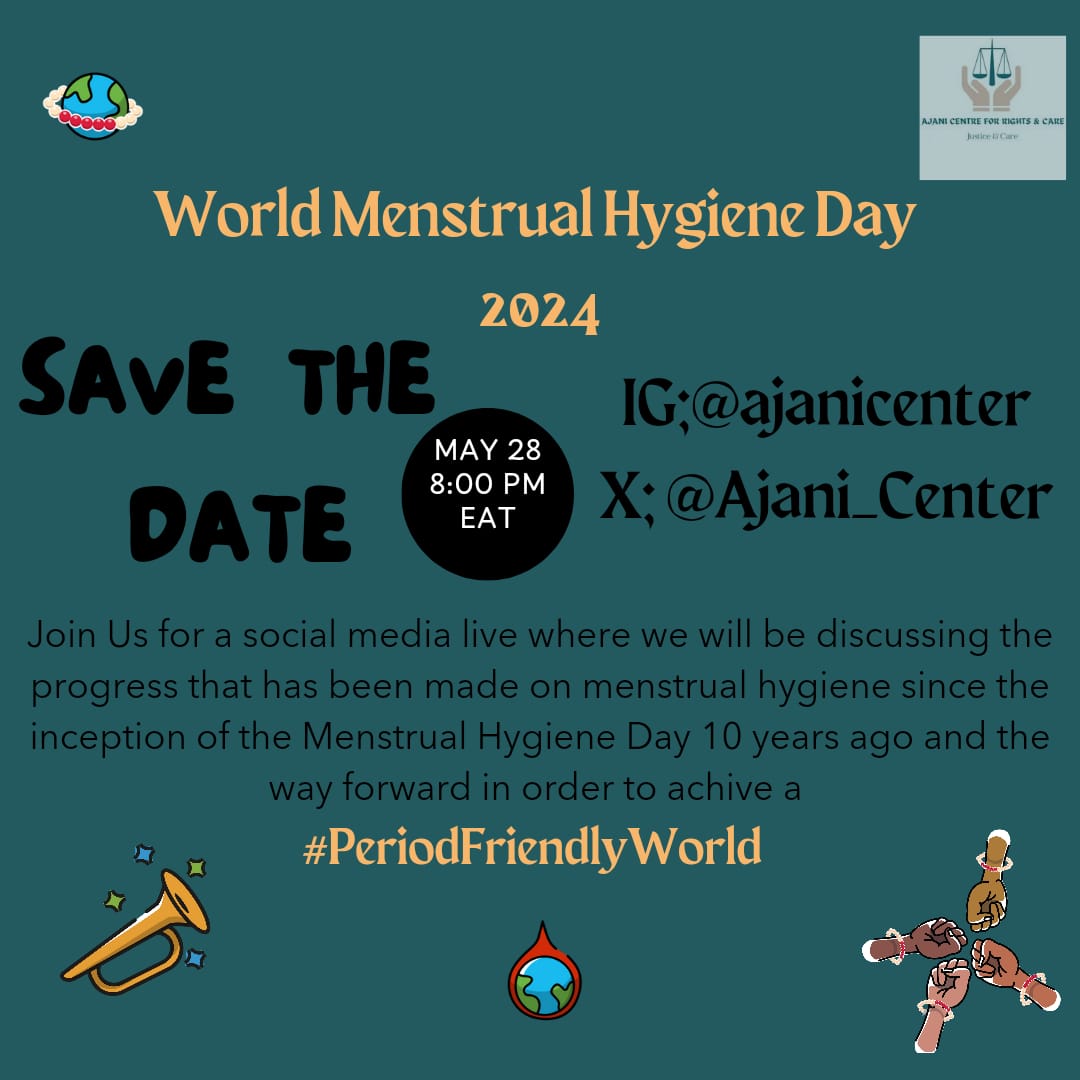 AJANI CENTRE FOR RIGHTS & CARE
Justice & Care
World Menstrual Hygiene Day
2024
SAVE THE
DATE
MAY 28
8:00 PM
EAT
IG;@ajanicenter
X; @Ajani_Center
Join Us for a social media live where we will be discussing the
progress that has been made on menstrual hygiene since the
inception of the Menstrual Hygiene Day 10 years ago and the
way forward in order to achive a
#PeriodFriendlyWorld